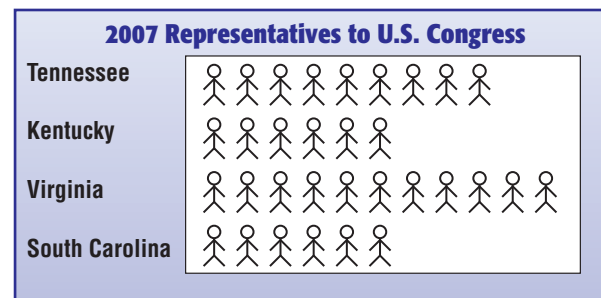 2007 Representatives to U.S. Congress
Tennessee
Kentucky
Virginia
South Carolina